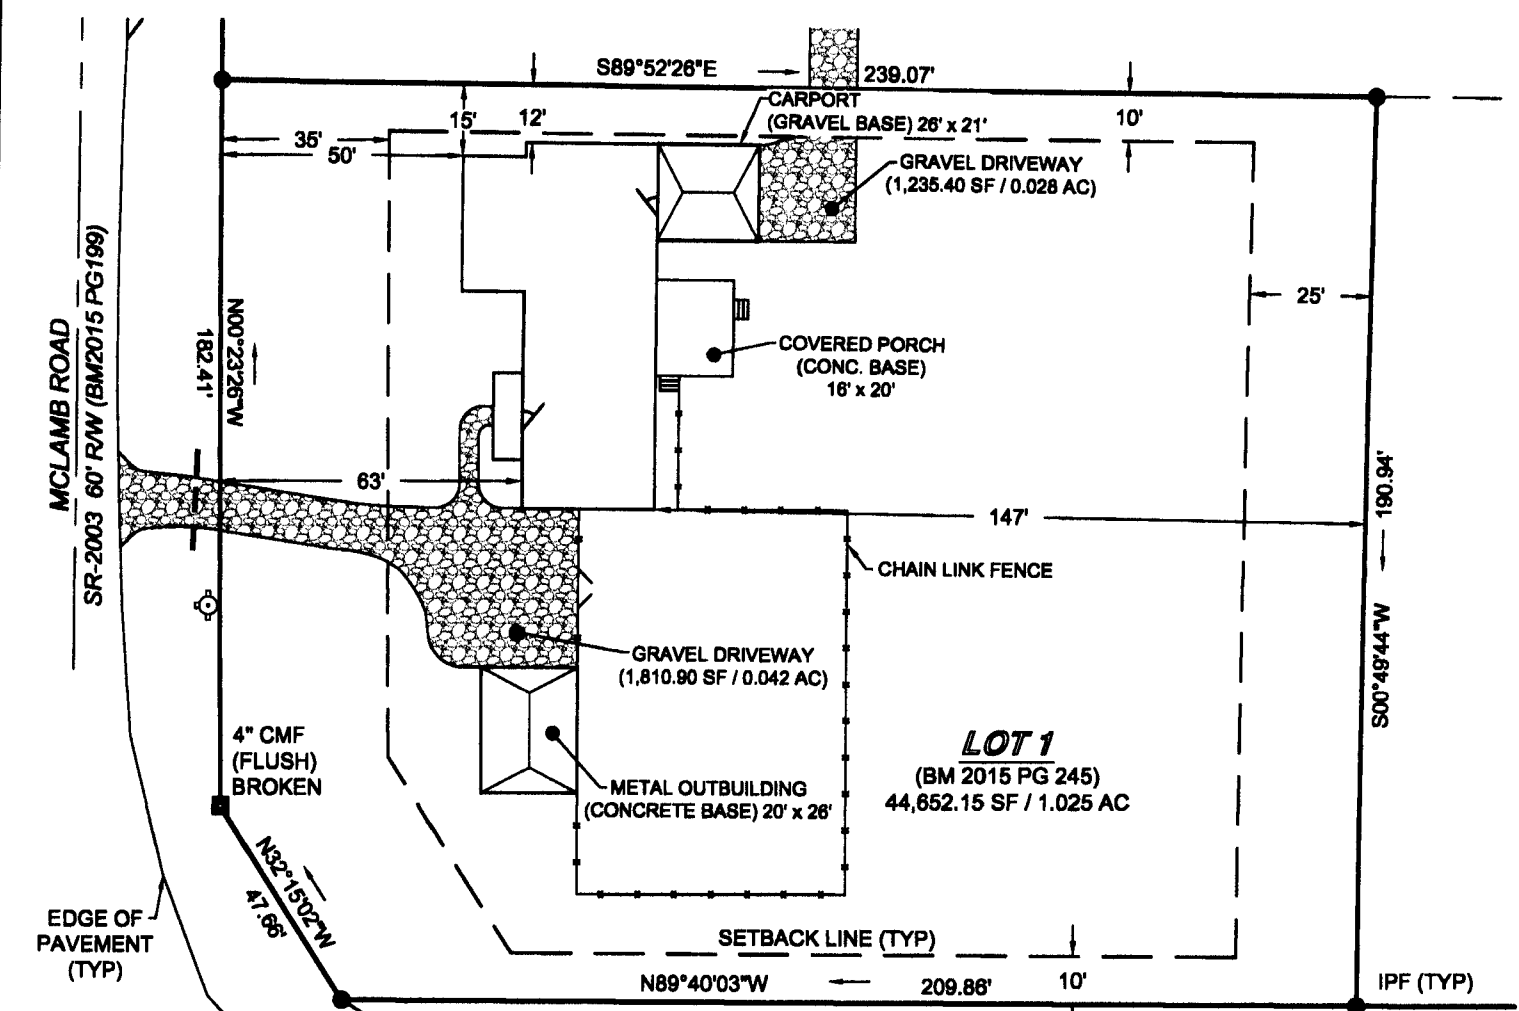 S89°52'26"E
239.07'
CARPORT
(GRAVEL BASE) 26' x 21'
15'
12'
10'
35'
50'
GRAVEL DRIVEWAY
(1,235.40 SF / 0.028 AC)
25'
MCLAMB ROAD
SR-2003 60' R/W (BM2015 PG199)
N00°23'26"W
182.41'
COVERED PORCH
(CONC. BASE)
16' x 20'
63'
147'
S00°49'44"W
190.94'
CHAIN LINK FENCE
GRAVEL DRIVEWAY
(1,810.90 SF / 0.042 AC)
4" CMF
(FLUSH)
BROKEN
LOT 1
(BM 2015 PG 245)
44,652.15 SF / 1.025 AC
METAL OUTBUILDING
(CONCRETE BASE) 20' x 26'
N32°15'02"W
47.66'
EDGE OF
PAVEMENT
(TYP)
SETBACK LINE (TYP)
N89°40'03"W
209.86'
10'
IPF (TYP)